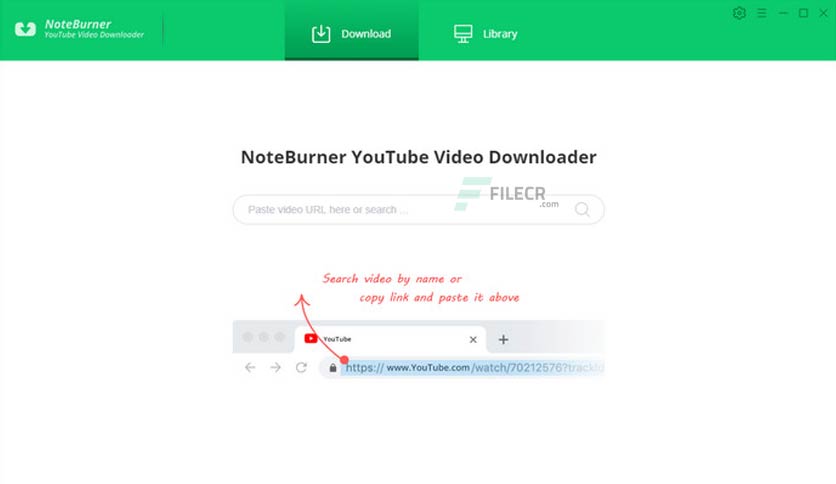 NoteBurner
YouTube Video Downloader
Download
Library
NoteBurner YouTube Video Downloader
FILECR
.com
Paste video URL here or search ...
Search video by name or
copy link and paste it above
YouTube
https:// www.YouTube.com /watch/70212576?trackId